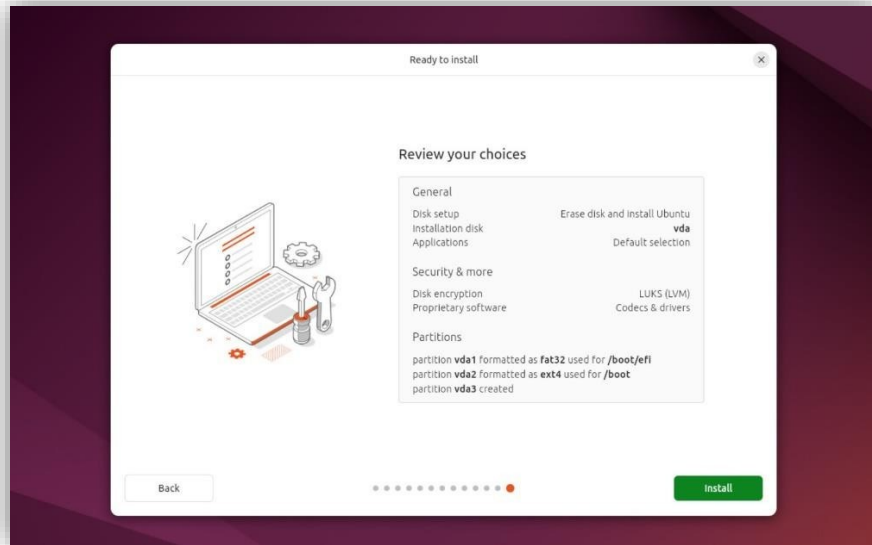 Ready to install
Review your choices
General
Disk setup Erase disk and install Ubuntu
Installation disk vda
Applications Default selection
Security & more
Disk encryption LUKS (LVM)
Proprietary software Codecs & drivers
Partitions
partition vda1 formatted as fat32 used for /boot/efi
partition vda2 formatted as ext4 used for /boot
partition vda3 created
Back
Install